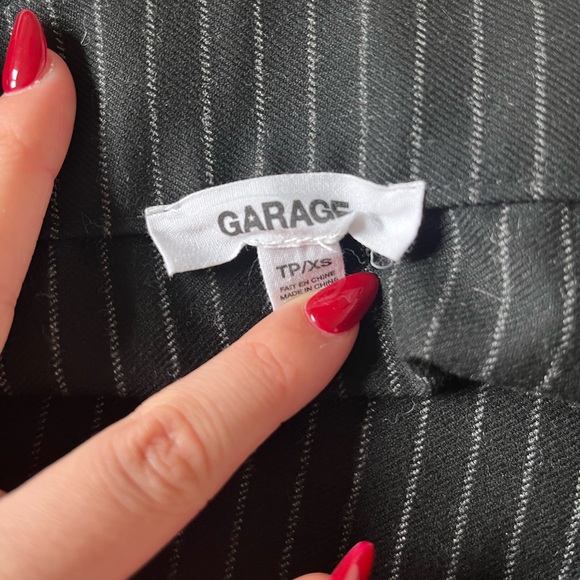 GARAGE
TP/XS
FAIT EN CHINE
MADE IN CHINA